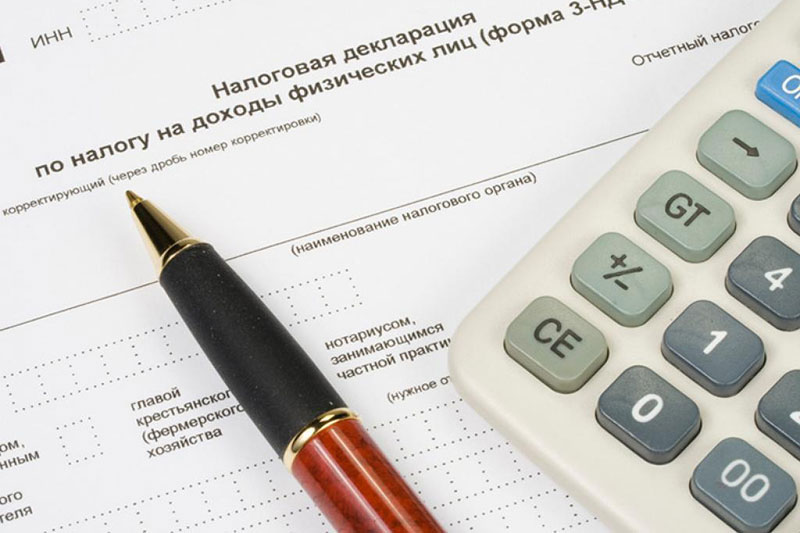 ИНН
Налоговая декларация
по налогу на доходы физических лиц (форма 3-НД
Отчетный налого
корректирующий (через дробь номер корректировки)
(наименование налогового органа)
нотариусом,
занимающимся
частной практи
(нужное от
главой
крестьянского
(фермерского
хозяйства
ом,
нным
ого
теля
→
GT
+/-
CE
4
1
0
00